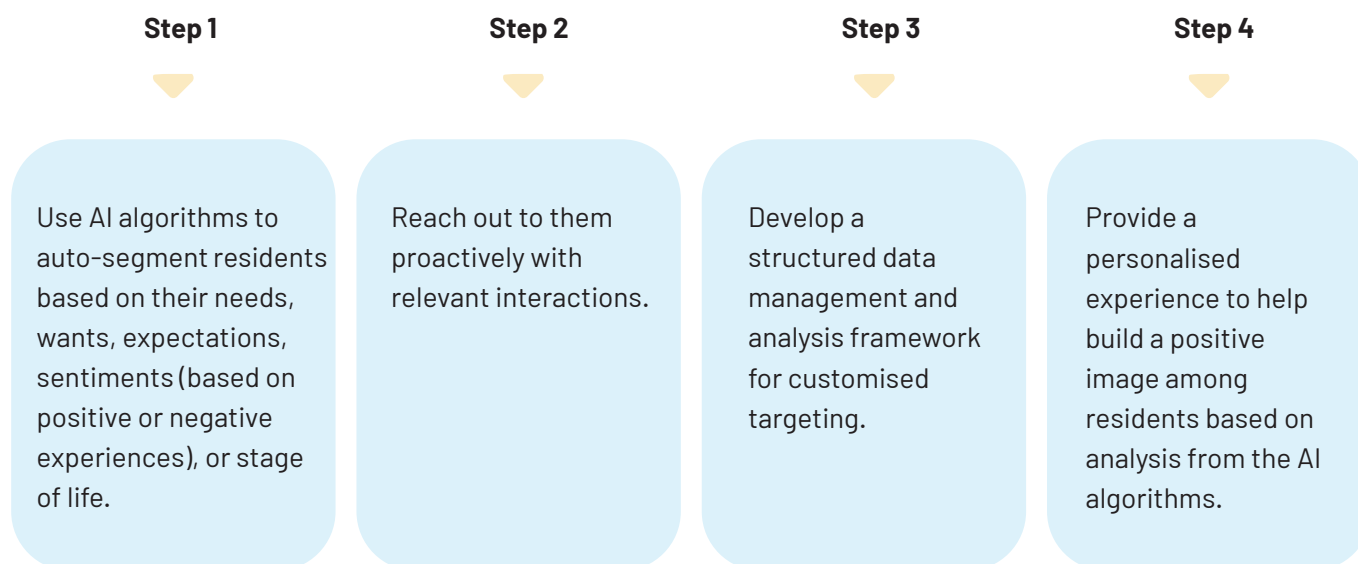 Step 1
Use AI algorithms to
auto-segment residents
based on their needs,
wants, expectations,
sentiments (based on
positive or negative
experiences), or stage
of life.
Step 2
Reach out to them
proactively with
relevant interactions.
Step 3
Develop a
structured data
management and
analysis framework
for customised
targeting.
Step 4
Provide a
personalised
experience to help
build a positive
image among
residents based on
analysis from the AI
algorithms.